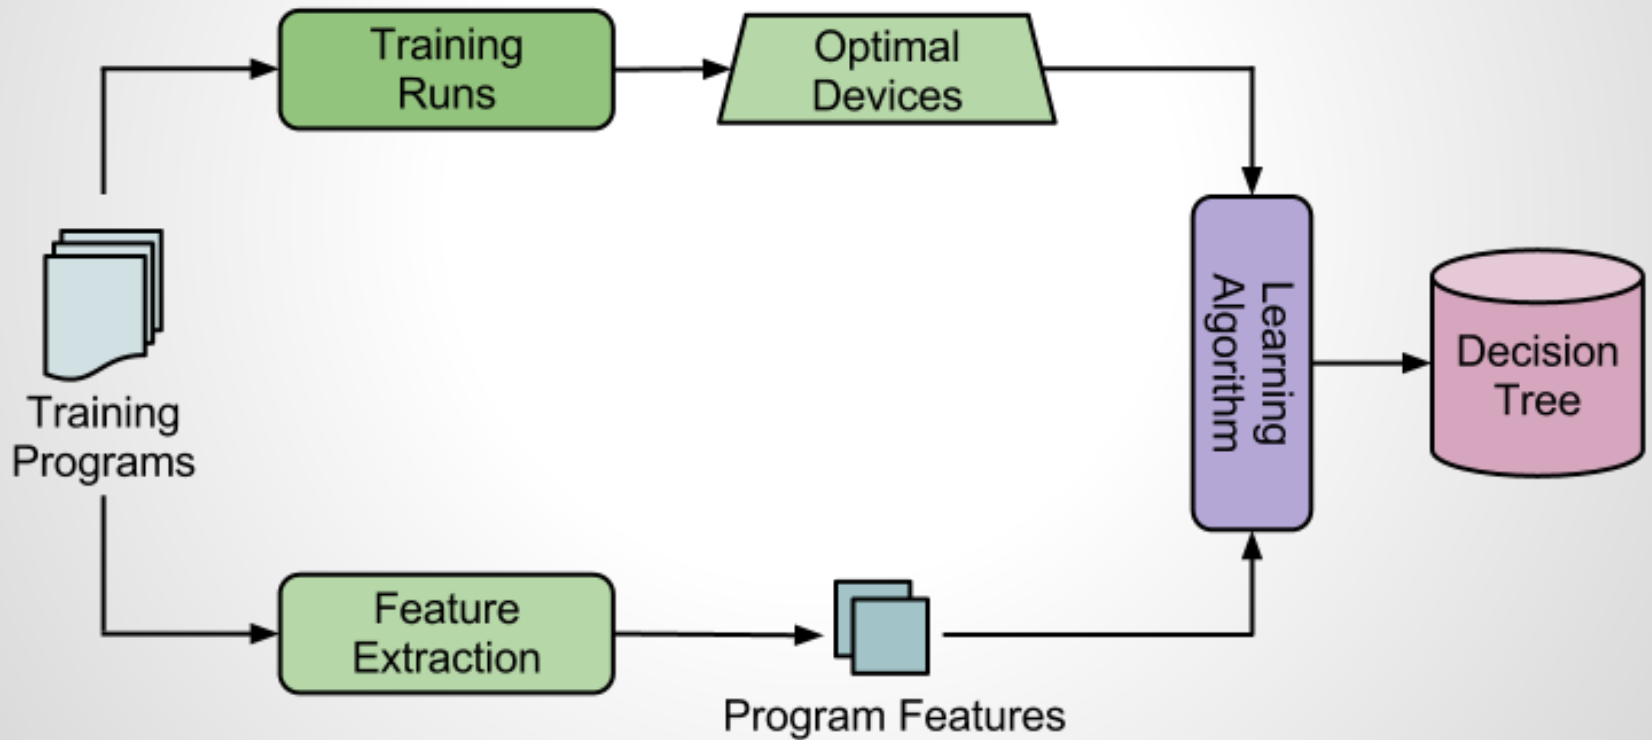 Training
Runs
Optimal
Devices
Training
Programs
Learning
Algorithm
Decision
Tree
Feature
Extraction
Program Features